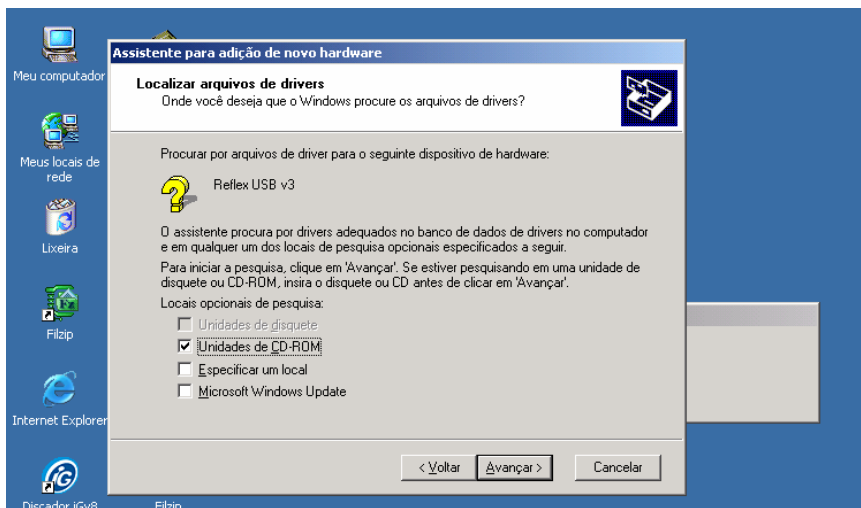 Meu computador
Meus locais de
rede
Lixeira
Filzip
Internet Explorer
Discador iGv8
Filzip
Assistente para adição de novo hardware
Localizar arquivos de drivers
Onde você deseja que o Windows procure os arquivos de drivers?
Procurar por arquivos de driver para o seguinte dispositivo de hardware:
Reflex USB v3
O assistente procura por drivers adequados no banco de dados de drivers no computador
e em qualquer um dos locais de pesquisa opcionais especificados a seguir.
Para iniciar a pesquisa, clique em 'Avançar'. Se estiver pesquisando em uma unidade de
disquete ou CD-ROM, insira o disquete ou CD antes de clicar em 'Avançar'.
Locais opcionais de pesquisa:
Unidades de disquete
Unidades de CD-ROM
Especificar um local
Microsoft Windows Update
< Voltar
Avançar >
Cancelar